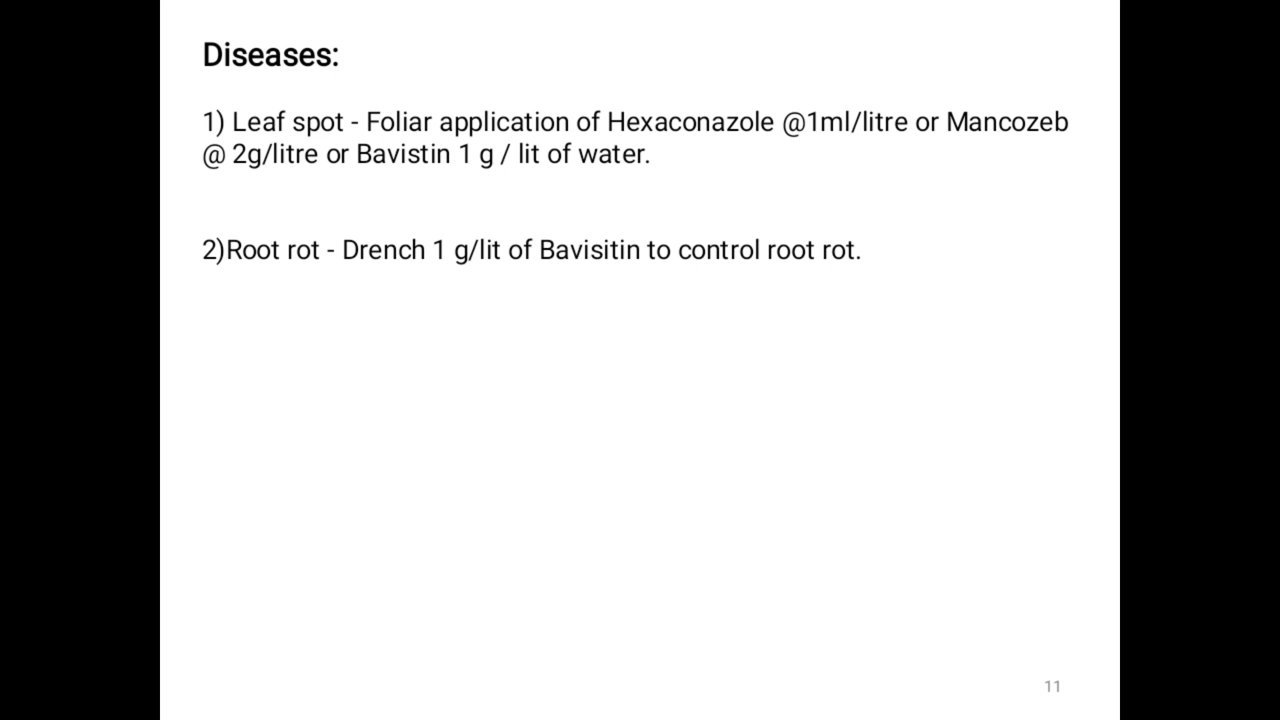 Diseases:
1) Leaf spot - Foliar application of Hexaconazole @1ml/litre or Mancozeb
@ 2g/litre or Bavistin 1 g / lit of water.
2)Root rot - Drench 1 g/lit of Bavisitin to control root rot.
11